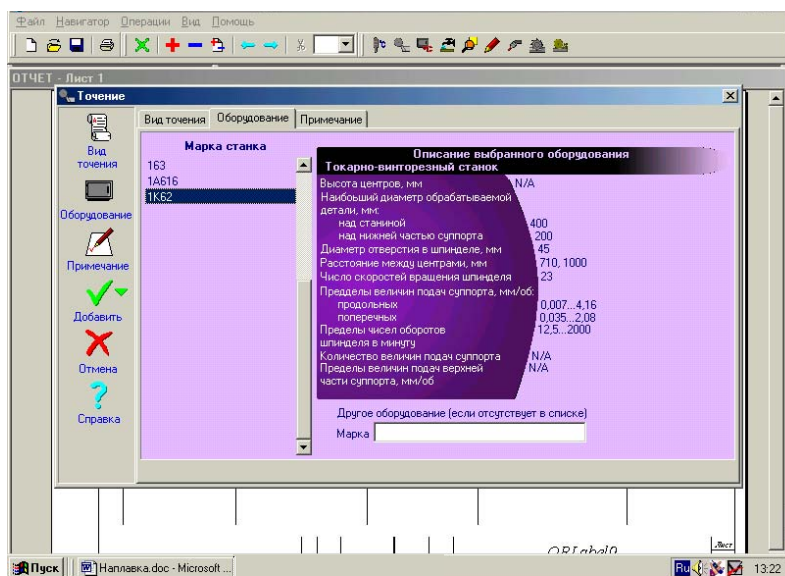 Файл Навигатор Операции Вид Помощь
ОТЧЕТ - Лист 1
Точение
Вид точения Оборудование Примечание
Вид
точения
Оборудование
Примечание
Добавить
Отмена
Справка
Марка станка
163
1А616
1К62
Описание выбранного оборудования
Токарно-винторезный станок
Высота центров, мм N/A
Наибоьший диаметр обрабатываемой
детали, мм:
над станиной 400
над нижней частью суппорта 200
Диаметр отверстия в шпинделе, мм 45
Расстояние между центрами, мм 710, 1000
Число скоростей вращения шпинделя 23
Предделы величин подач суппорта, мм/об:
продольных 0,007...4,16
поперечных 0,035...2,08
Пределы чисел оборотов 12,5...2000
шпинделя в минуту
Количество величин подач суппорта N/A
Пределы величин подач верхней N/A
части суппорта, мм/об
Другое оборудование (если отсутствует в списке)
Марка
QRLabel0
Лист
Пуск Наплавка.doc - Microsoft ... Ru 13:22